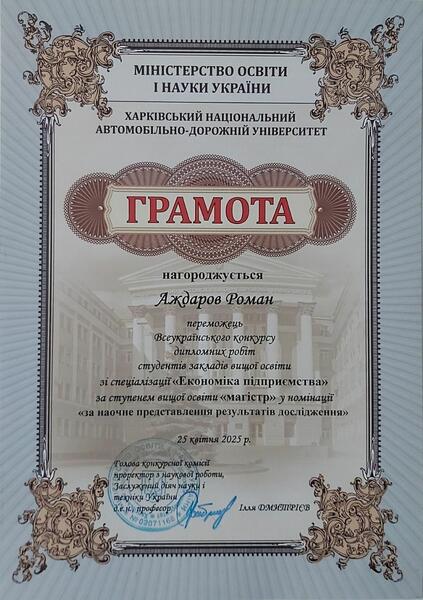 МІНІСТЕРСТВО ОСВІТИ
І НАУКИ УКРАЇНИ
ХАРКІВСЬКИЙ НАЦІОНАЛЬНИЙ
АВТОМОБІЛЬНО-ДОРОЖНІЙ УНІВЕРСИТЕТ
ГРАМОТА
нагороджується
Аждаров Роман
переможець
Всеукраїнського конкурсу
дипломних робіт
студентів закладів вищої освіти
зі спеціалізації «Економіка підприємства»
за ступенем вищої освіти «магістр» у номінації
«за наочне представлення результатів дослідження»
25 квітня 2025 р.
Голова конкурсної комісії
проректор з наукової роботи,
Заслужений діяч науки і
техніки України
д.е.н., професор
Ілля ДМИТРІЄВ
№ 02071168